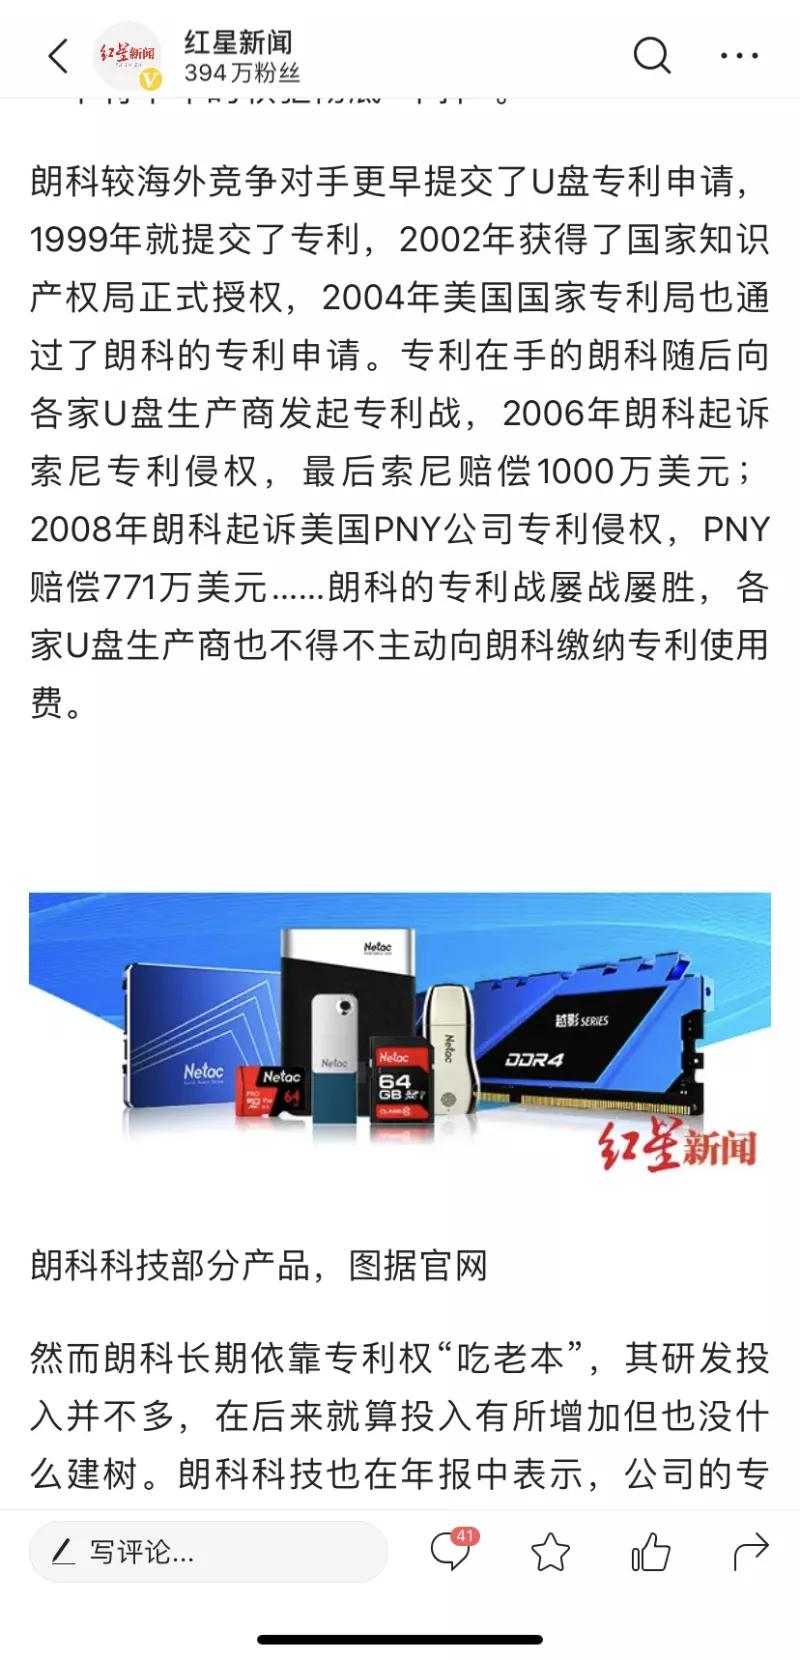 红星新闻
红星新闻
394万粉丝
朗科较海外竞争对手更早提交了U盘专利申请，
1999年就提交了专利，2002年获得了国家知识
产权局正式授权，2004年美国国家专利局也通
过了朗科的专利申请。专利在手的朗科随后向
各家U盘生产商发起专利战，2006年朗科起诉
索尼专利侵权，最后索尼赔偿1000万美元；
2008年朗科起诉美国PNY公司专利侵权，PNY
赔偿771万美元……朗科的专利战屡战屡胜，各
家U盘生产商也不得不主动向朗科缴纳专利使用
费。
Netac
越影 SERIES
DDR4
Netac
Netac
Netac
64
GB
Netac
PRO
64
Netac
红星新闻
朗科科技部分产品，图据官网
然而朗科长期依靠专利权“吃老本”，其研发投
入并不多，在后来就算投入有所增加但也没什
么建树。朗科科技也在年报中表示，公司的专
写评论...
41